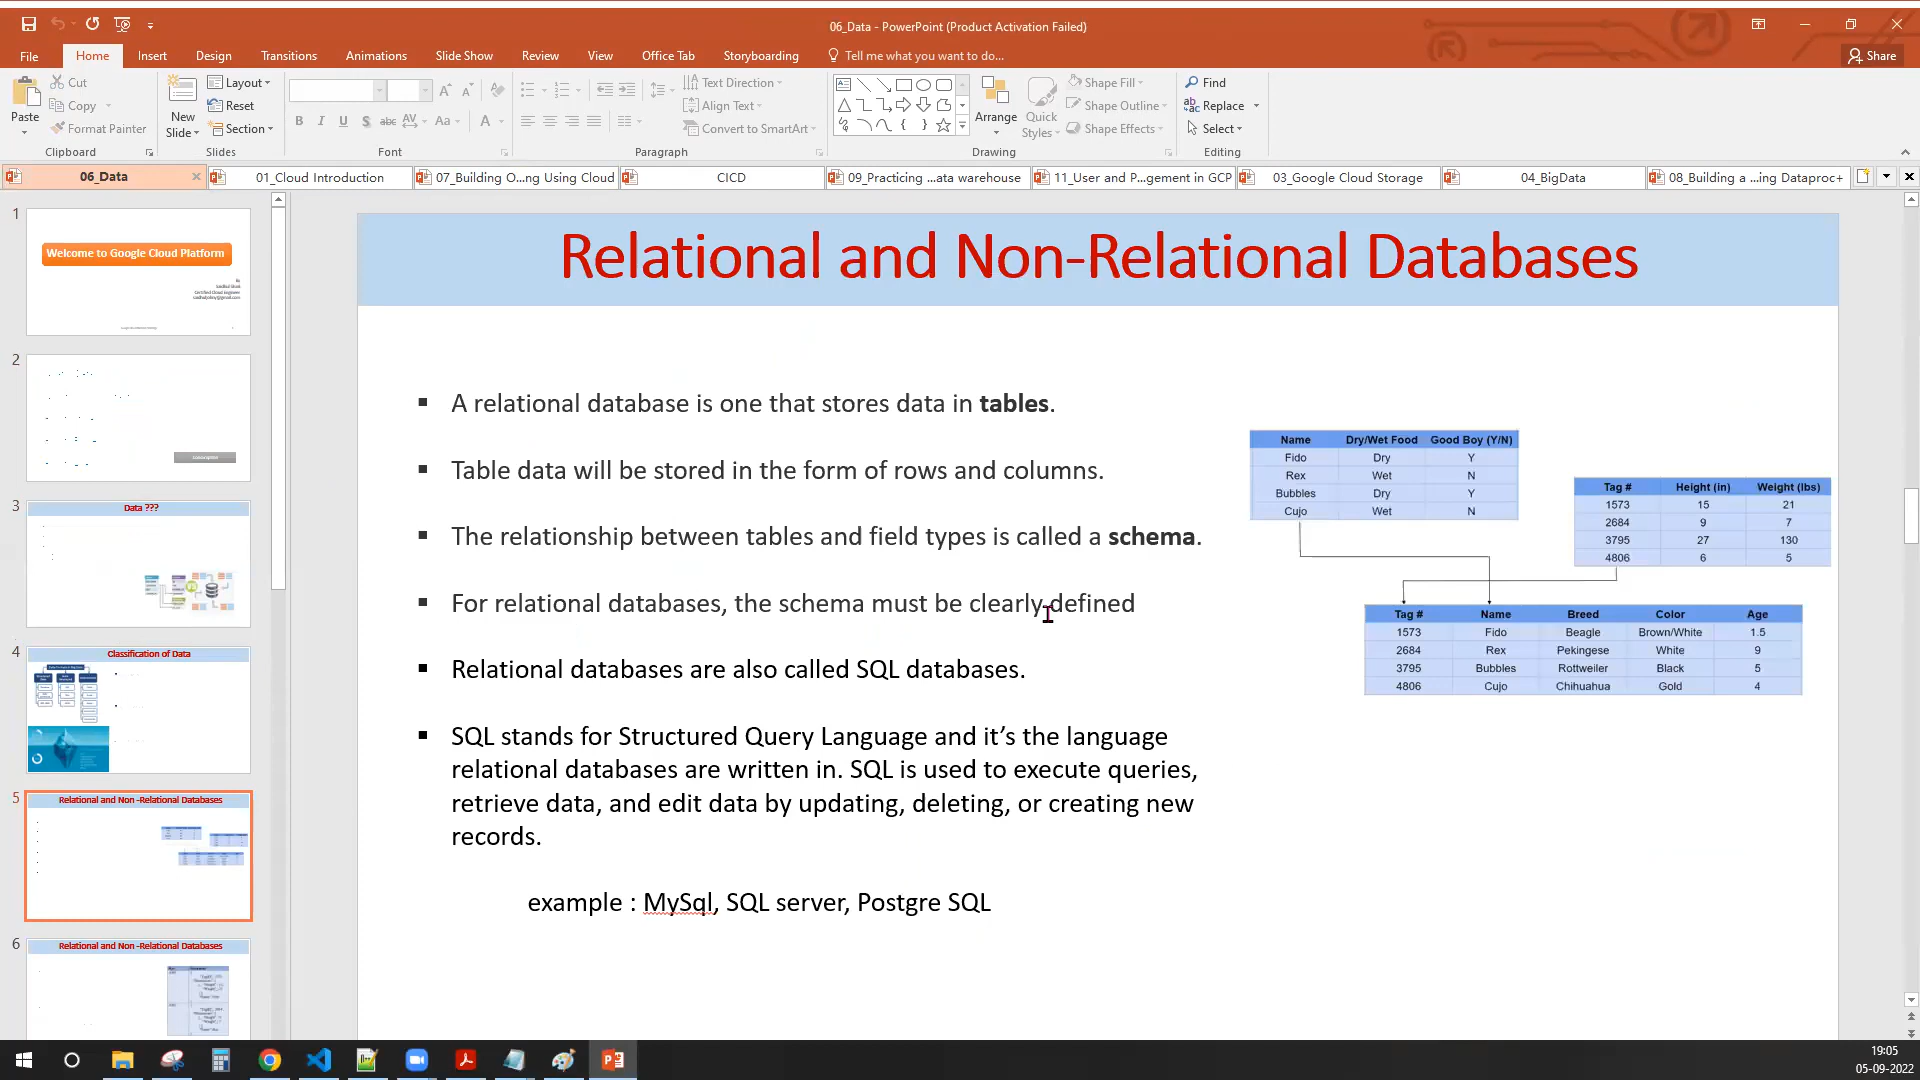 06_Data - PowerPoint (Product Activation Failed)
File Home Insert Design Transitions Animations Slide Show Review View Office Tab Storyboarding Tell me what you want to do... Share
Paste
Cut
Copy
Format Painter
Clipboard
New Slide
Layout
Reset
Section
Slides
Font
Text Direction
Align Text
Convert to SmartArt
Paragraph
Arrange
Quick Styles
Shape Fill
Shape Outline
Shape Effects
Drawing
Find
Replace
Select
Editing
06_Data 01_Cloud Introduction 07_Building O...ng Using Cloud CICD 09_Practicing ...ata warehouse 11_User and P...gement in GCP 03_Google Cloud Storage 04_BigData 08_Building a ...ing Dataproc+
1
Welcome to Google Cloud Platform
2
3
Data ???
4
Classification of Data
5
Relational and Non -Relational Databases
6
Relational and Non -Relational Databases
Relational and Non-Relational Databases
▪ A relational database is one that stores data in tables.
▪ Table data will be stored in the form of rows and columns.
▪ The relationship between tables and field types is called a schema.
▪ For relational databases, the schema must be clearly defined
▪ Relational databases are also called SQL databases.
▪ SQL stands for Structured Query Language and it’s the language
relational databases are written in. SQL is used to execute queries,
retrieve data, and edit data by updating, deleting, or creating new
records.
example : MySql, SQL server, Postgre SQL
Name Dry/Wet Food Good Boy (Y/N)
Fido Dry Y
Rex Wet N
Bubbles Dry Y
Cujo Wet N
Tag # Height (in) Weight (lbs)
1573 15 21
2684 9 7
3795 27 130
4806 6 5
Tag # Name Breed Color Age
1573 Fido Beagle Brown/White 1.5
2684 Rex Pekingese White 9
3795 Bubbles Rottweiler Black 5
4806 Cujo Chihuahua Gold 4
19:05
05-09-2022